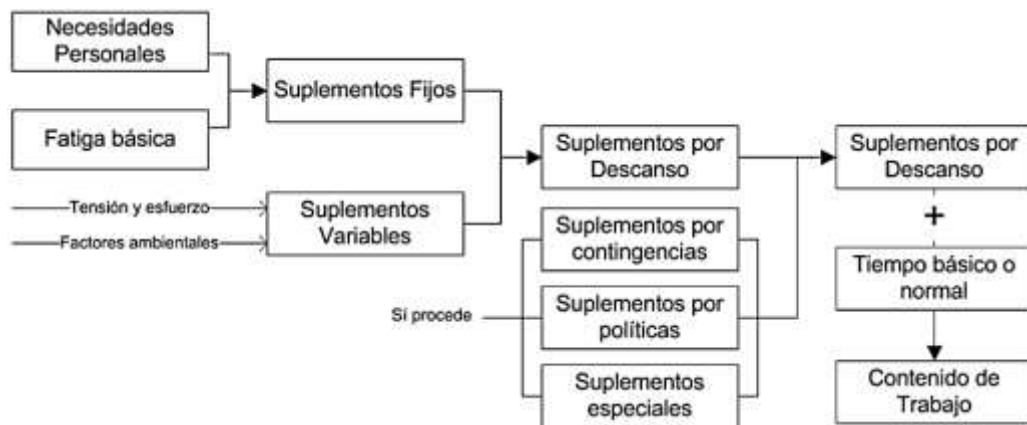 Necesidades
Personales
Fatiga básica
Tensión y esfuerzo
Factores ambientales
Suplementos Fijos
Suplementos
Variables
Sí procede
Suplementos por
Descanso
Suplementos por
contingencias
Suplementos por
políticas
Suplementos
especiales
Suplementos por
Descanso
+
Tiempo básico o
normal
Contenido de
Trabajo